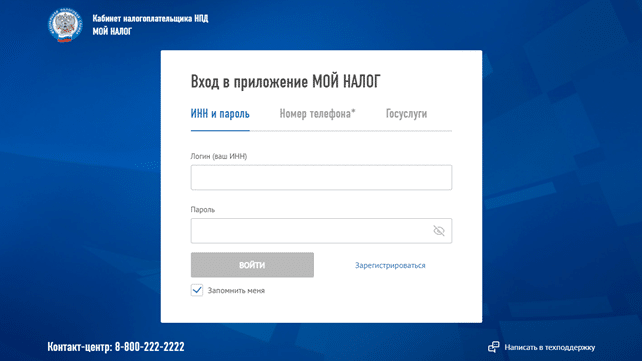 Кабинет налогоплательщика НПД
МОЙ НАЛОГ
Вход в приложение МОЙ НАЛОГ
ИНН и пароль Номер телефона* Госуслуги
Логин (ваш ИНН)
Пароль
ВОЙТИ Зарегистрироваться
Запомнить меня
Контакт-центр: 8-800-222-2222 Написать в техподдержку